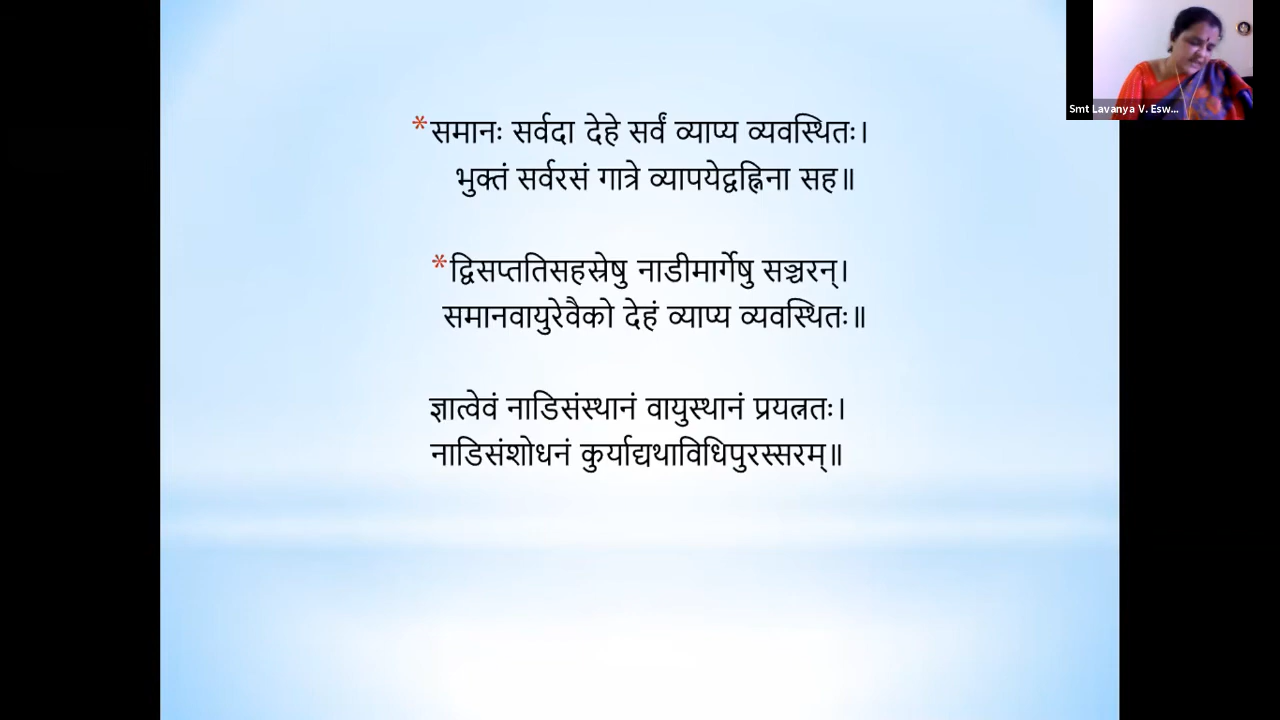 *समानः सर्वदा देहे सर्वं व्याप्य व्यवस्थितः।
भुक्तं सर्वरसं गात्रे व्यापयेद्वह्निना सह॥
*द्विसप्ततिसहस्रेषु नाडीमार्गेषु सञ्चरन्।
समानवायुरेवैको देहं व्याप्य व्यवस्थितः॥
ज्ञात्वेवं नाडिसंस्थानं वायुस्थानं प्रयत्नतः।
नाडिसंशोधनं कुर्याद्यथाविधिपुरस्सरम्॥
Smt Lavanya V. Esw...